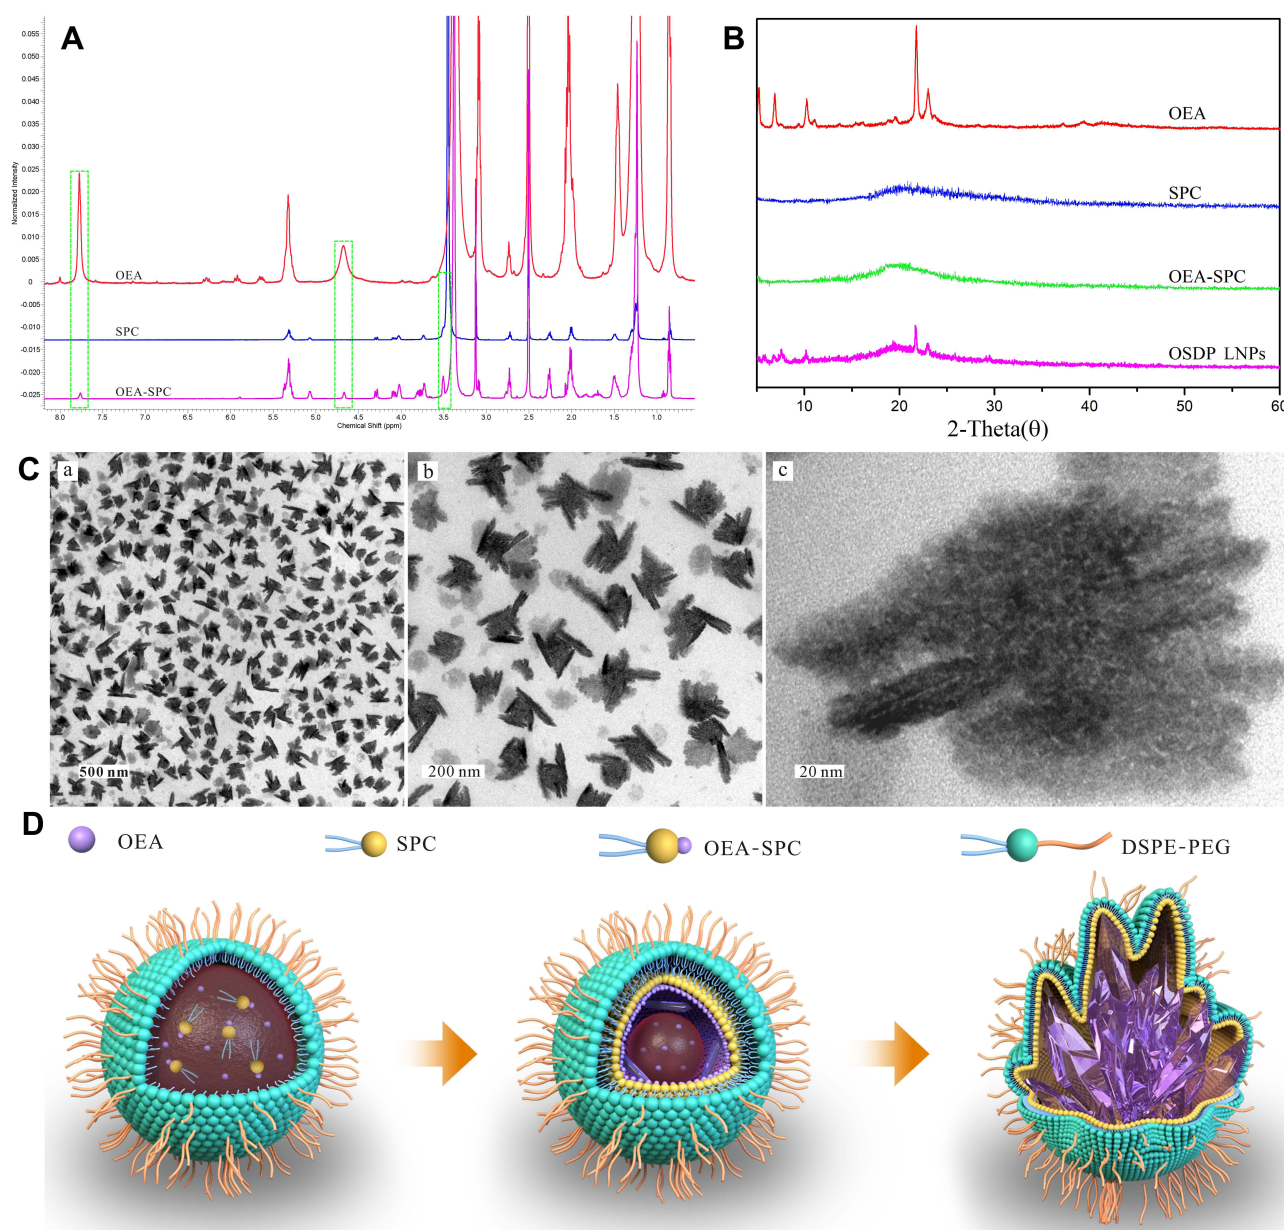 A
0.055
0.050
0.045
0.040
0.035
0.030
0.025
0.020
0.015
0.010
0.005
0
-0.005
-0.010
-0.015
-0.020
-0.025
Normalized Intensity
OEA
SPC
OEA-SPC
8.0 7.5 7.0 6.5 6.0 5.5 5.0 4.5 4.0 3.5 3.0 2.5 2.0 1.5 1.0
Chemical Shift (ppm)
B
OEA
SPC
OEA-SPC
OSDP LNPs
10 20 30 40 50 60
2-Theta(θ)
C
a
500 nm
b
200 nm
c
20 nm
D
OEA
SPC
OEA-SPC
DSPE-PEG